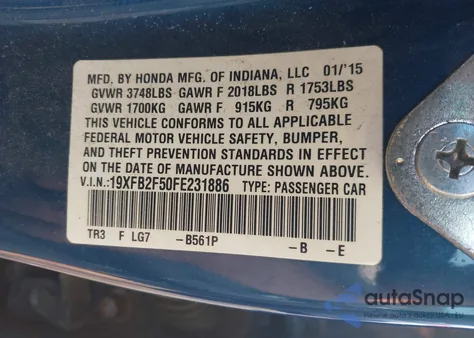 MFD. BY HONDA MFG. OF INDIANA, LLC 01/'15
GVWR 3748LBS GAWR F 2018LBS R 1753LBS
GVWR 1700KG GAWR F 915KG R 795KG
THIS VEHICLE CONFORMS TO ALL APPLICABLE
FEDERAL MOTOR VEHICLE SAFETY, BUMPER,
AND THEFT PREVENTION STANDARDS IN EFFECT
ON THE DATE OF MANUFACTURE SHOWN ABOVE.
V.I.N.:19XFB2F50FE231886 TYPE: PASSENGER CAR
TR3 F LG7 -B561P -B -E
autoSnap